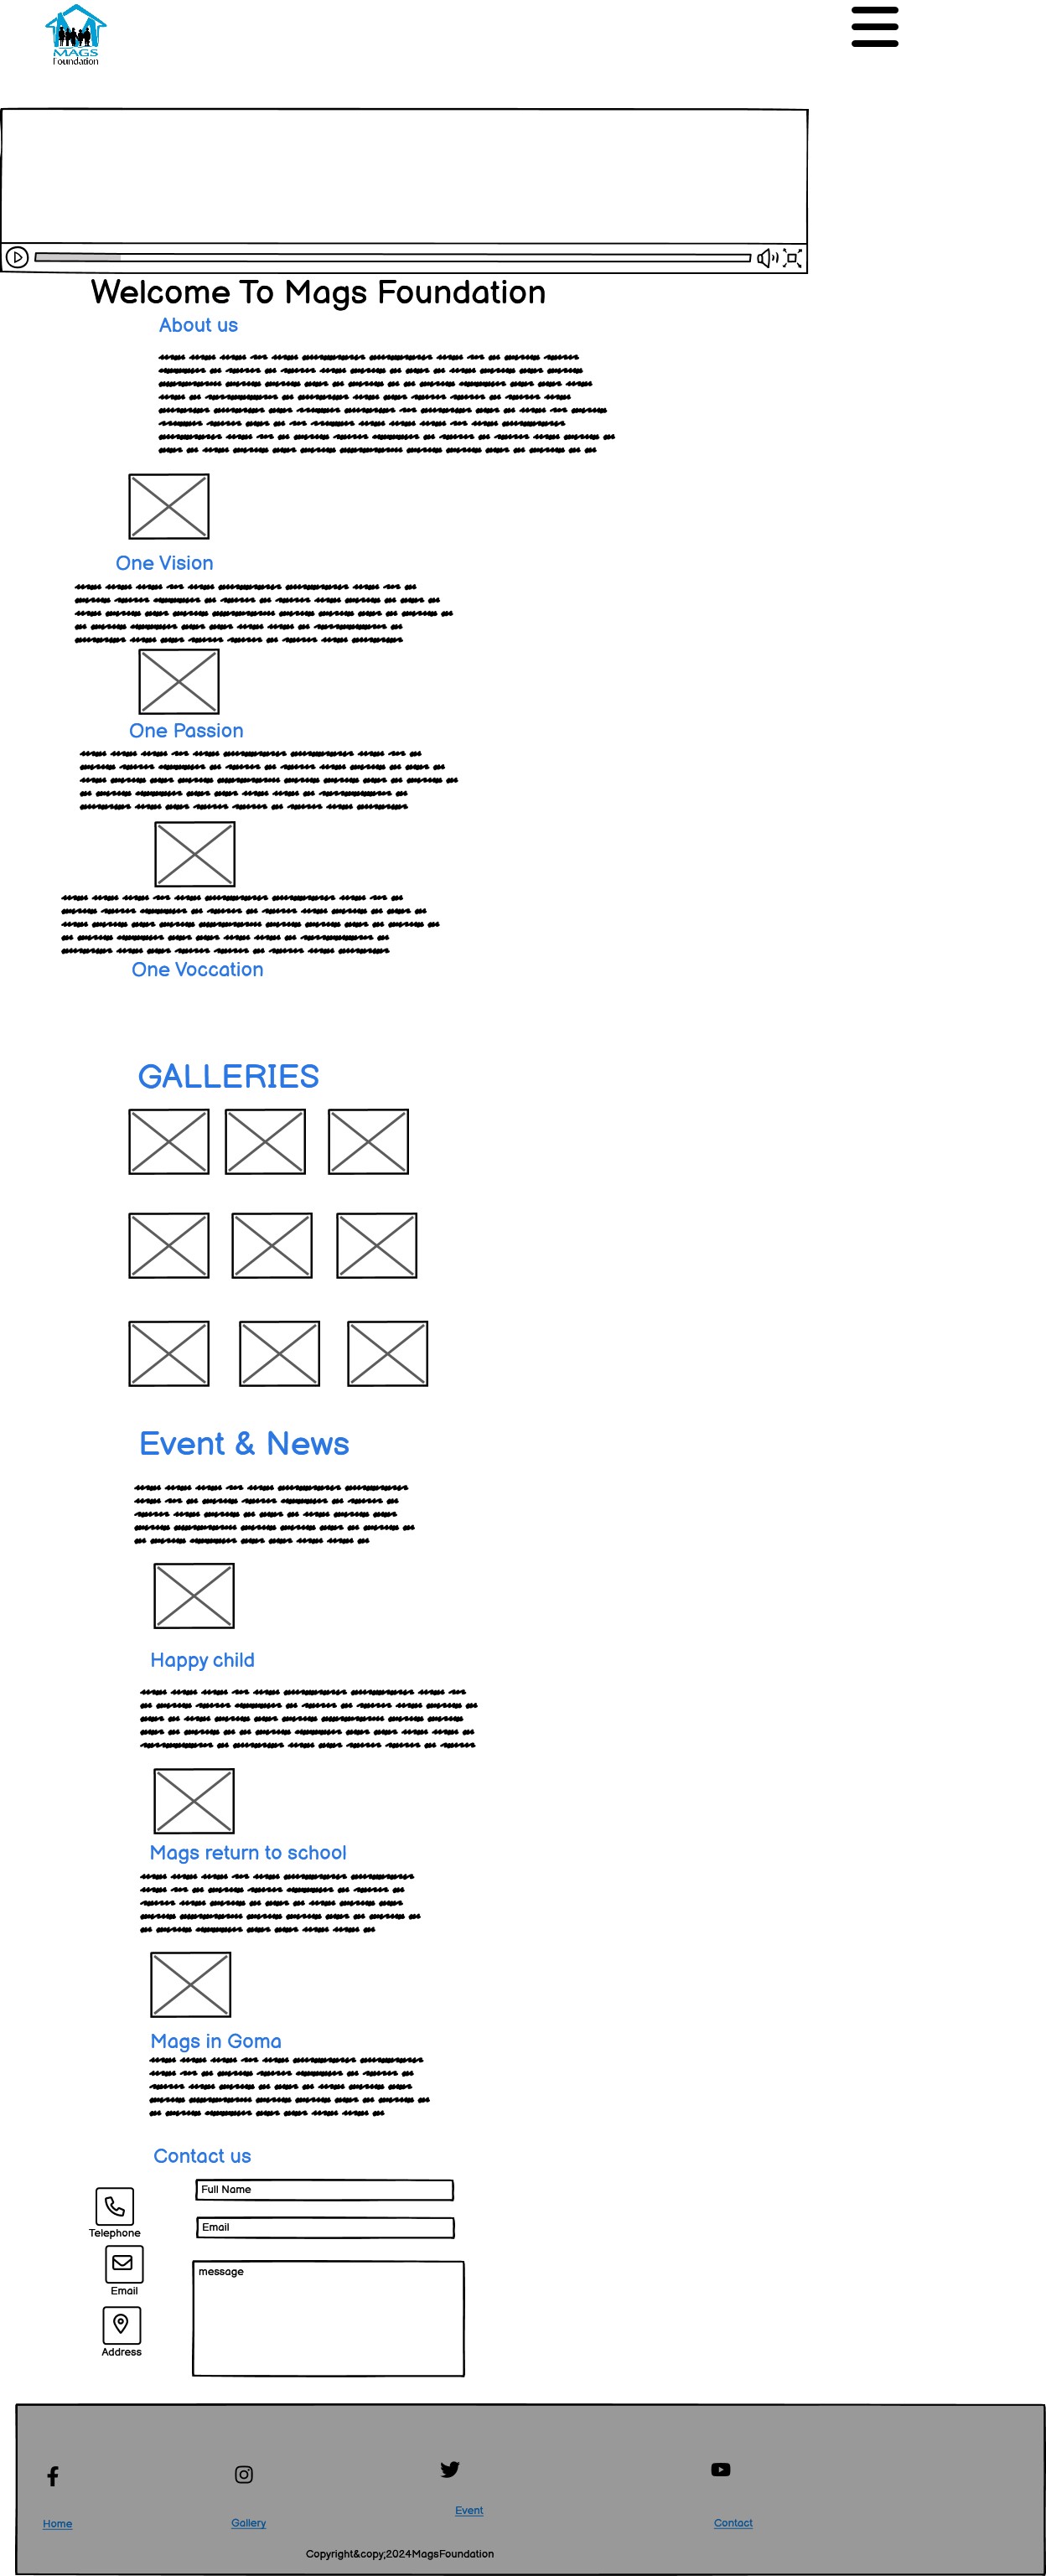 MAGS
Foundation
Welcome To Mags Foundation
About us
One Vision
One Passion
One Voccation
GALLERIES
Event & News
Happy child
Mags return to school
Mags in Goma
Contact us
Full Name
Telephone
Email
Email
message
Address
Home
Gallery
Event
Contact
Copyright&copy;2024MagsFoundation